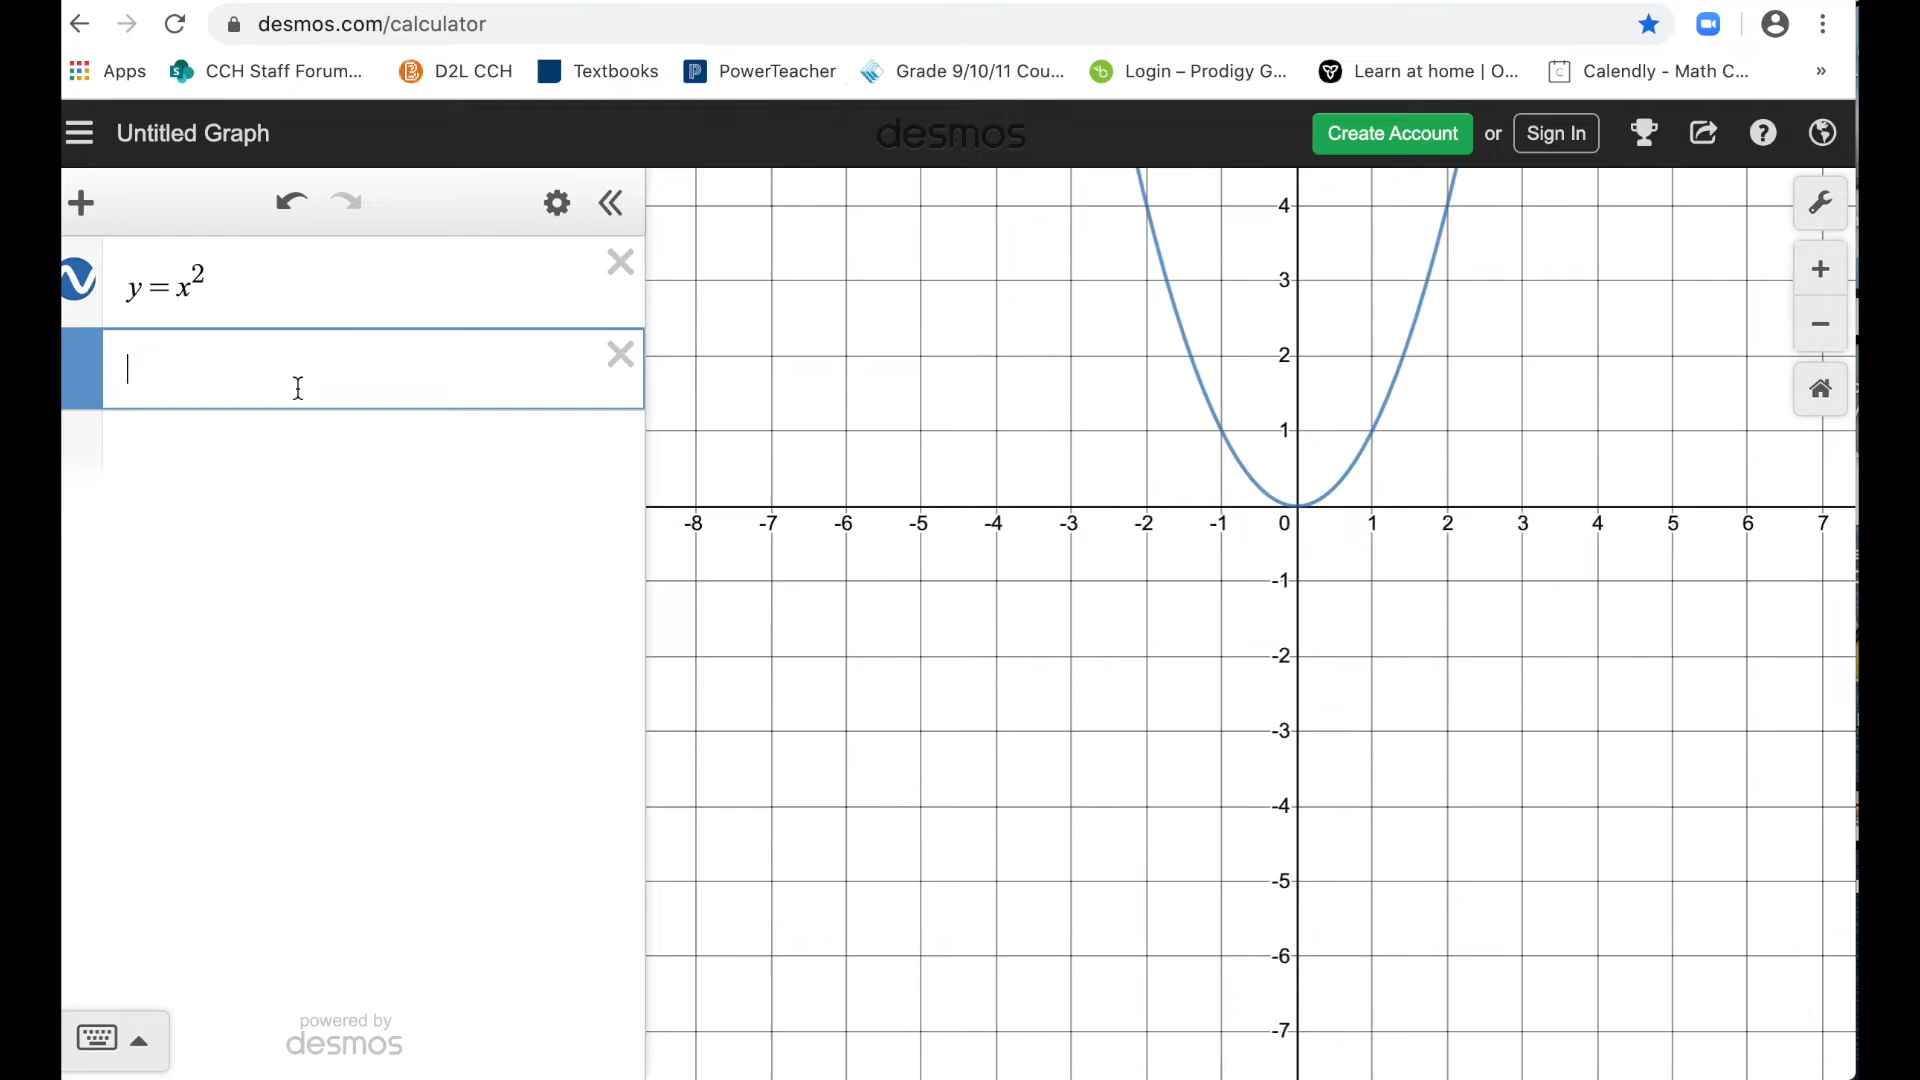 desmos.com/calculator
Apps CCH Staff Forum... D2L CCH Textbooks PowerTeacher Grade 9/10/11 Cou... Login – Prodigy G... Learn at home | O... Calendly - Math C... »
Untitled Graph desmos Create Account or Sign In
y = x²
4
3
2
1
-8 -7 -6 -5 -4 -3 -2 -1 0 1 2 3 4 5 6 7
-1
-2
-3
-4
-5
-6
-7
powered by
desmos